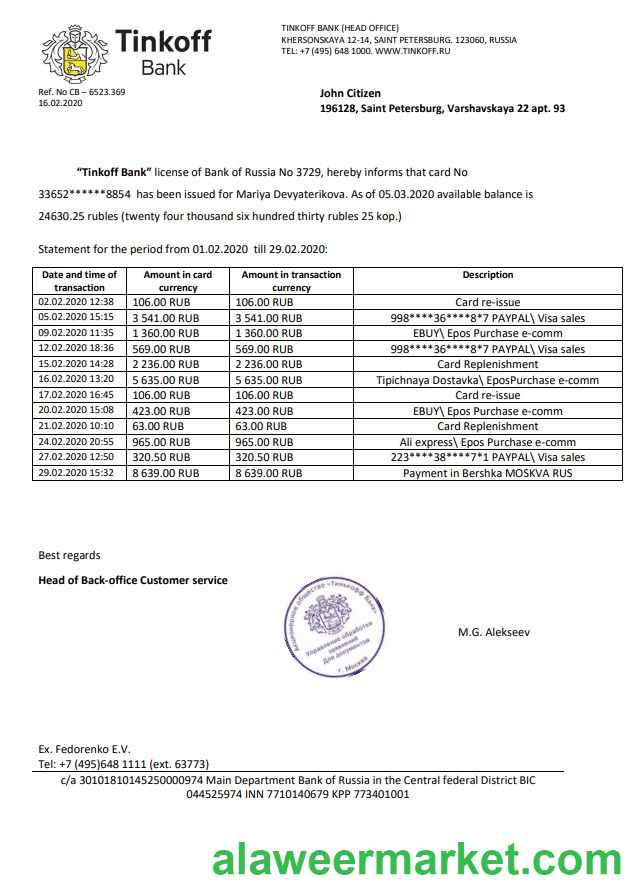 Tinkoff
Bank
TINKOFF BANK (HEAD OFFICE)
KHERSONSKAYA 12-14, SAINT PETERSBURG. 123060, RUSSIA
TEL: +7 (495) 648 1000. WWW.TINKOFF.RU
Ref. No CB – 6523.369
16.02.2020
John Citizen
196128, Saint Petersburg, Varshavskaya 22 apt. 93
“Tinkoff Bank” license of Bank of Russia No 3729, hereby informs that card No
33652******8854 has been issued for Mariya Devyaterikova. As of 05.03.2020 available balance is
24630.25 rubles (twenty four thousand six hundred thirty rubles 25 kop.)
Statement for the period from 01.02.2020 till 29.02.2020:
Date and time of transaction Amount in card currency Amount in transaction currency Description
02.02.2020 12:38 106.00 RUB 106.00 RUB Card re-issue
05.02.2020 15:15 3 541.00 RUB 3 541.00 RUB 998****36****8*7 PAYPAL\ Visa sales
09.02.2020 11:35 1 360.00 RUB 1 360.00 RUB EBUY\ Epos Purchase e-comm
12.02.2020 18:36 569.00 RUB 569.00 RUB 998****36****8*7 PAYPAL\ Visa sales
15.02.2020 14:28 2 236.00 RUB 2 236.00 RUB Card Replenishment
16.02.2020 13:20 5 635.00 RUB 5 635.00 RUB Tipichnaya Dostavka\ EposPurchase e-comm
17.02.2020 16:45 106.00 RUB 106.00 RUB Card re-issue
20.02.2020 15:08 423.00 RUB 423.00 RUB EBUY\ Epos Purchase e-comm
21.02.2020 10:10 63.00 RUB 63.00 RUB Card Replenishment
24.02.2020 20:55 965.00 RUB 965.00 RUB Ali express\ Epos Purchase e-comm
27.02.2020 12:50 320.50 RUB 320.50 RUB 223****38****7*1 PAYPAL\ Visa sales
29.02.2020 15:32 8 639.00 RUB 8 639.00 RUB Payment in Bershka MOSKVA RUS
Best regards
Head of Back-office Customer service
Акционерное общество «Тинькофф Банк»
Управление обработки
заявления
Для документов
г. Москва
M.G. Alekseev
Ex. Fedorenko E.V.
Tel: +7 (495)648 1111 (ext. 63773)
c/a 30101810145250000974 Main Department Bank of Russia in the Central federal District BIC
044525974 INN 7710140679 KPP 773401001
alaweermarket.com